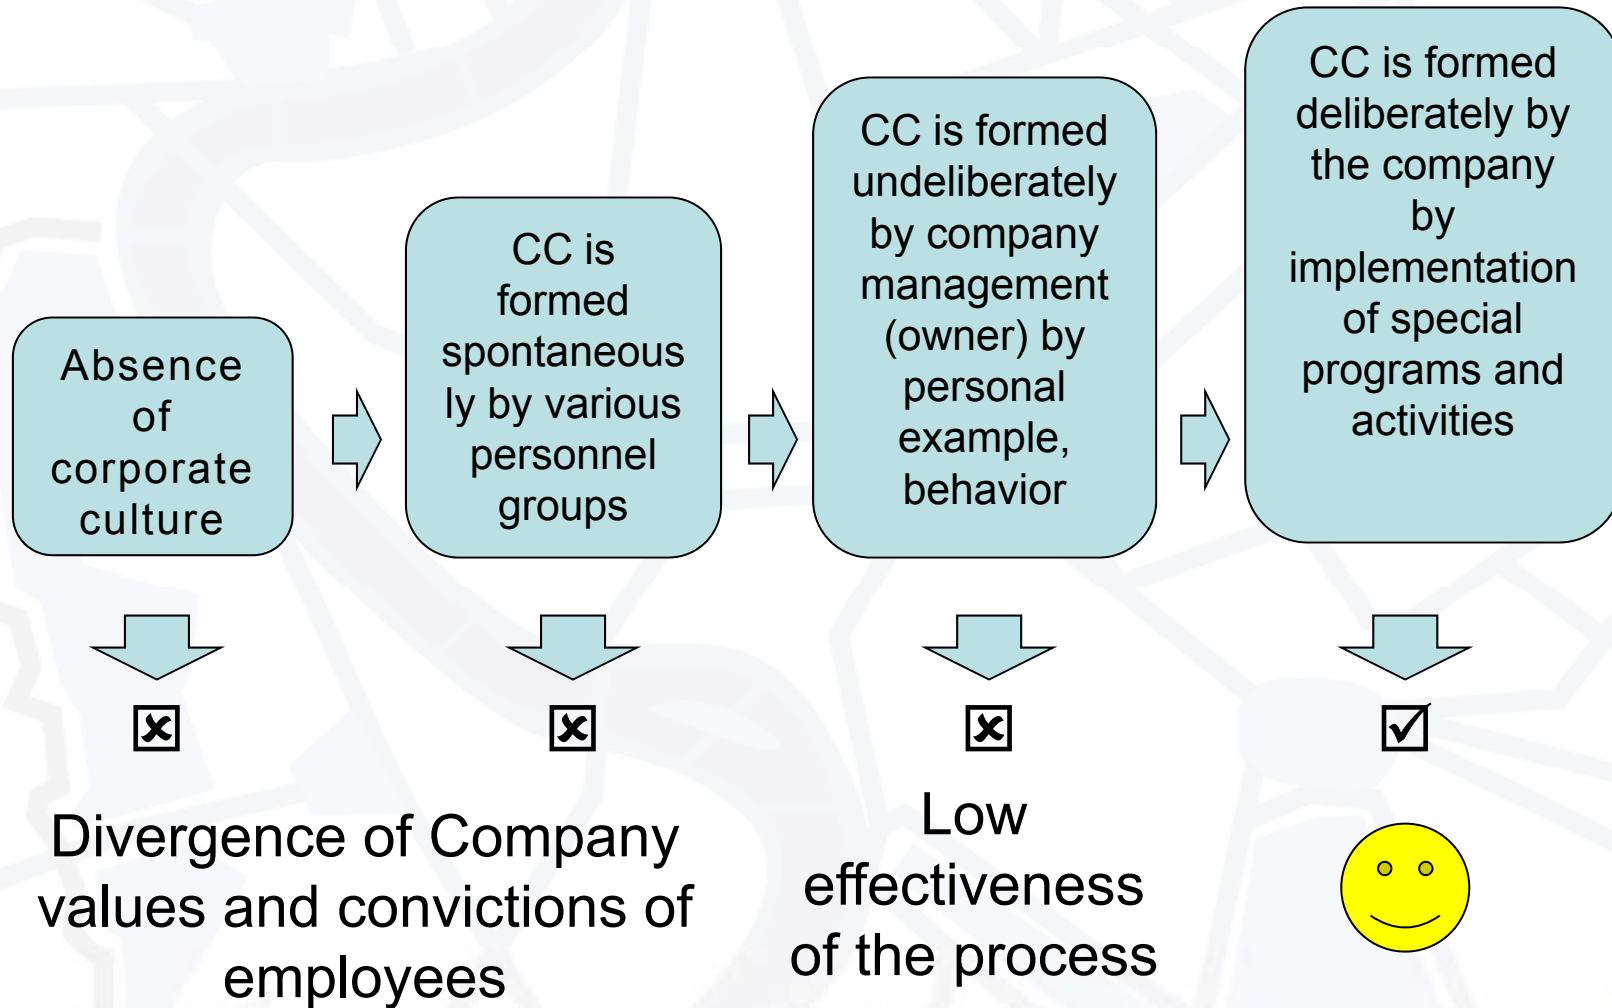 Absence
of
corporate
culture
CC is
formed
spontaneous
ly by various
personnel
groups
CC is formed
undeliberately
by company
management
(owner) by
personal
example,
behavior
CC is formed
deliberately by
the company
by
implementation
of special
programs and
activities
Divergence of Company
values and convictions of
employees
Low
effectiveness
of the process